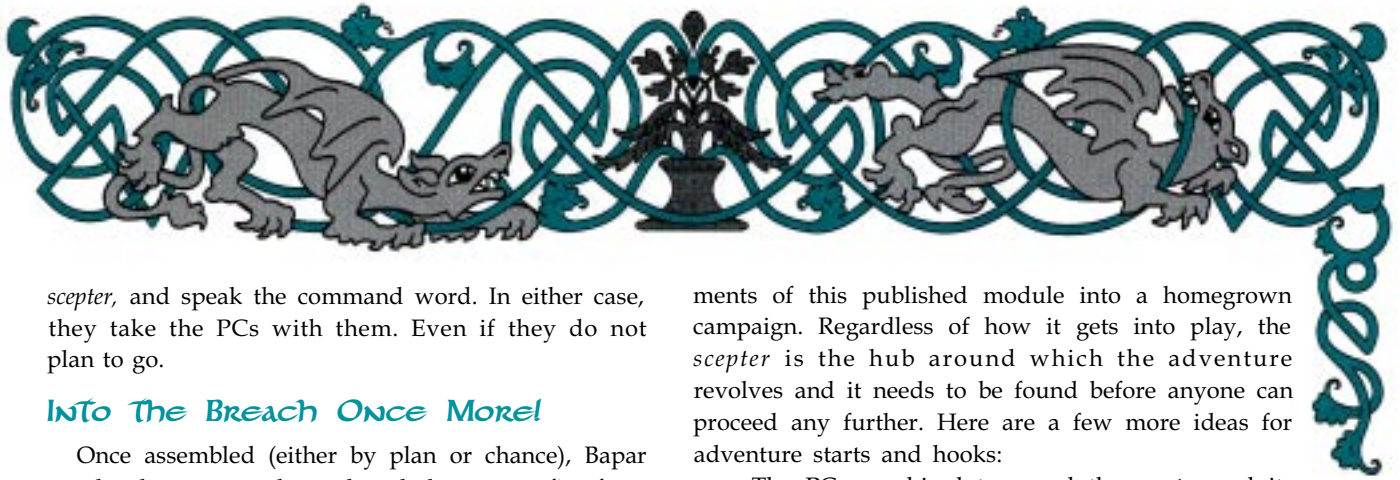 scepter, and speak the command word. In either case,
they take the PCs with them. Even if they do not
plan to go.
Into The Breach Once More!
Once assembled (either by plan or chance), Bapar
ments of this published module into a homegrown
campaign. Regardless of how it gets into play, the
scepter is the hub around which the adventure
revolves and it needs to be found before anyone can
proceed any further. Here are a few more ideas for
adventure starts and hooks: